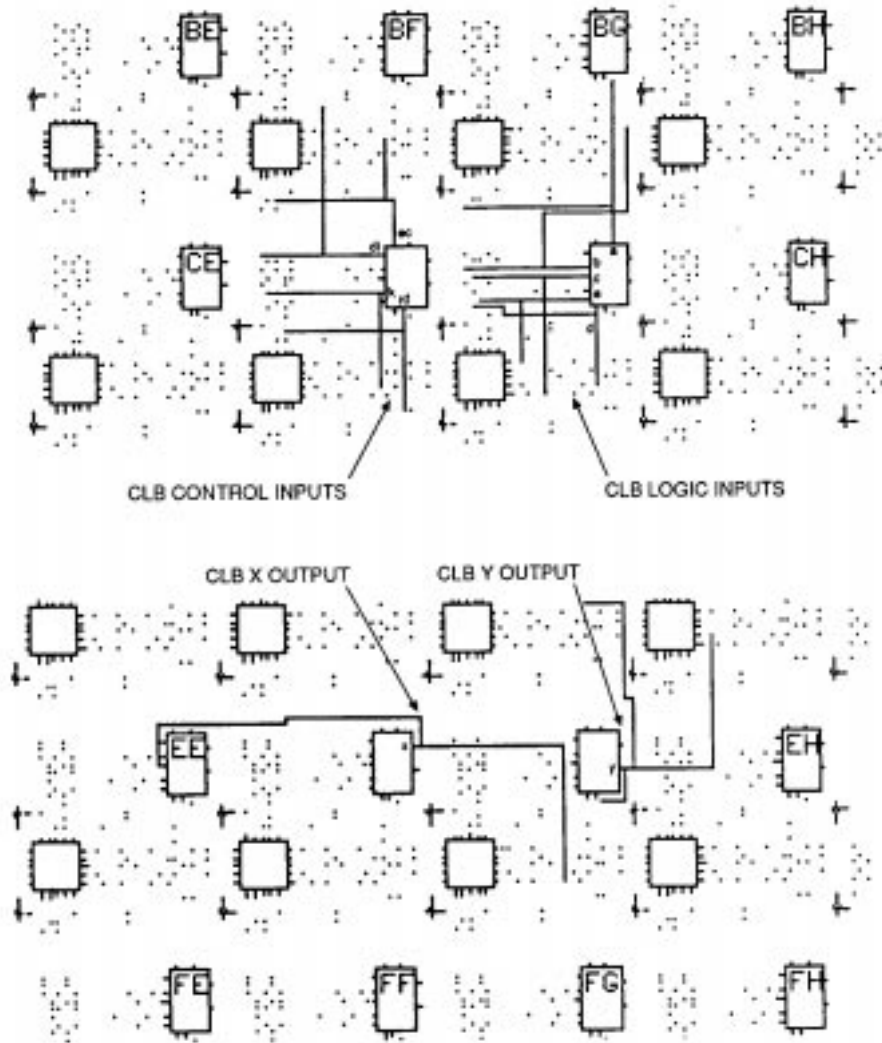 BE BF BG BH
CE CH
CLB CONTROL INPUTS CLB LOGIC INPUTS
CLB X OUTPUT CLB Y OUTPUT
EE EH
FE FF FG FH